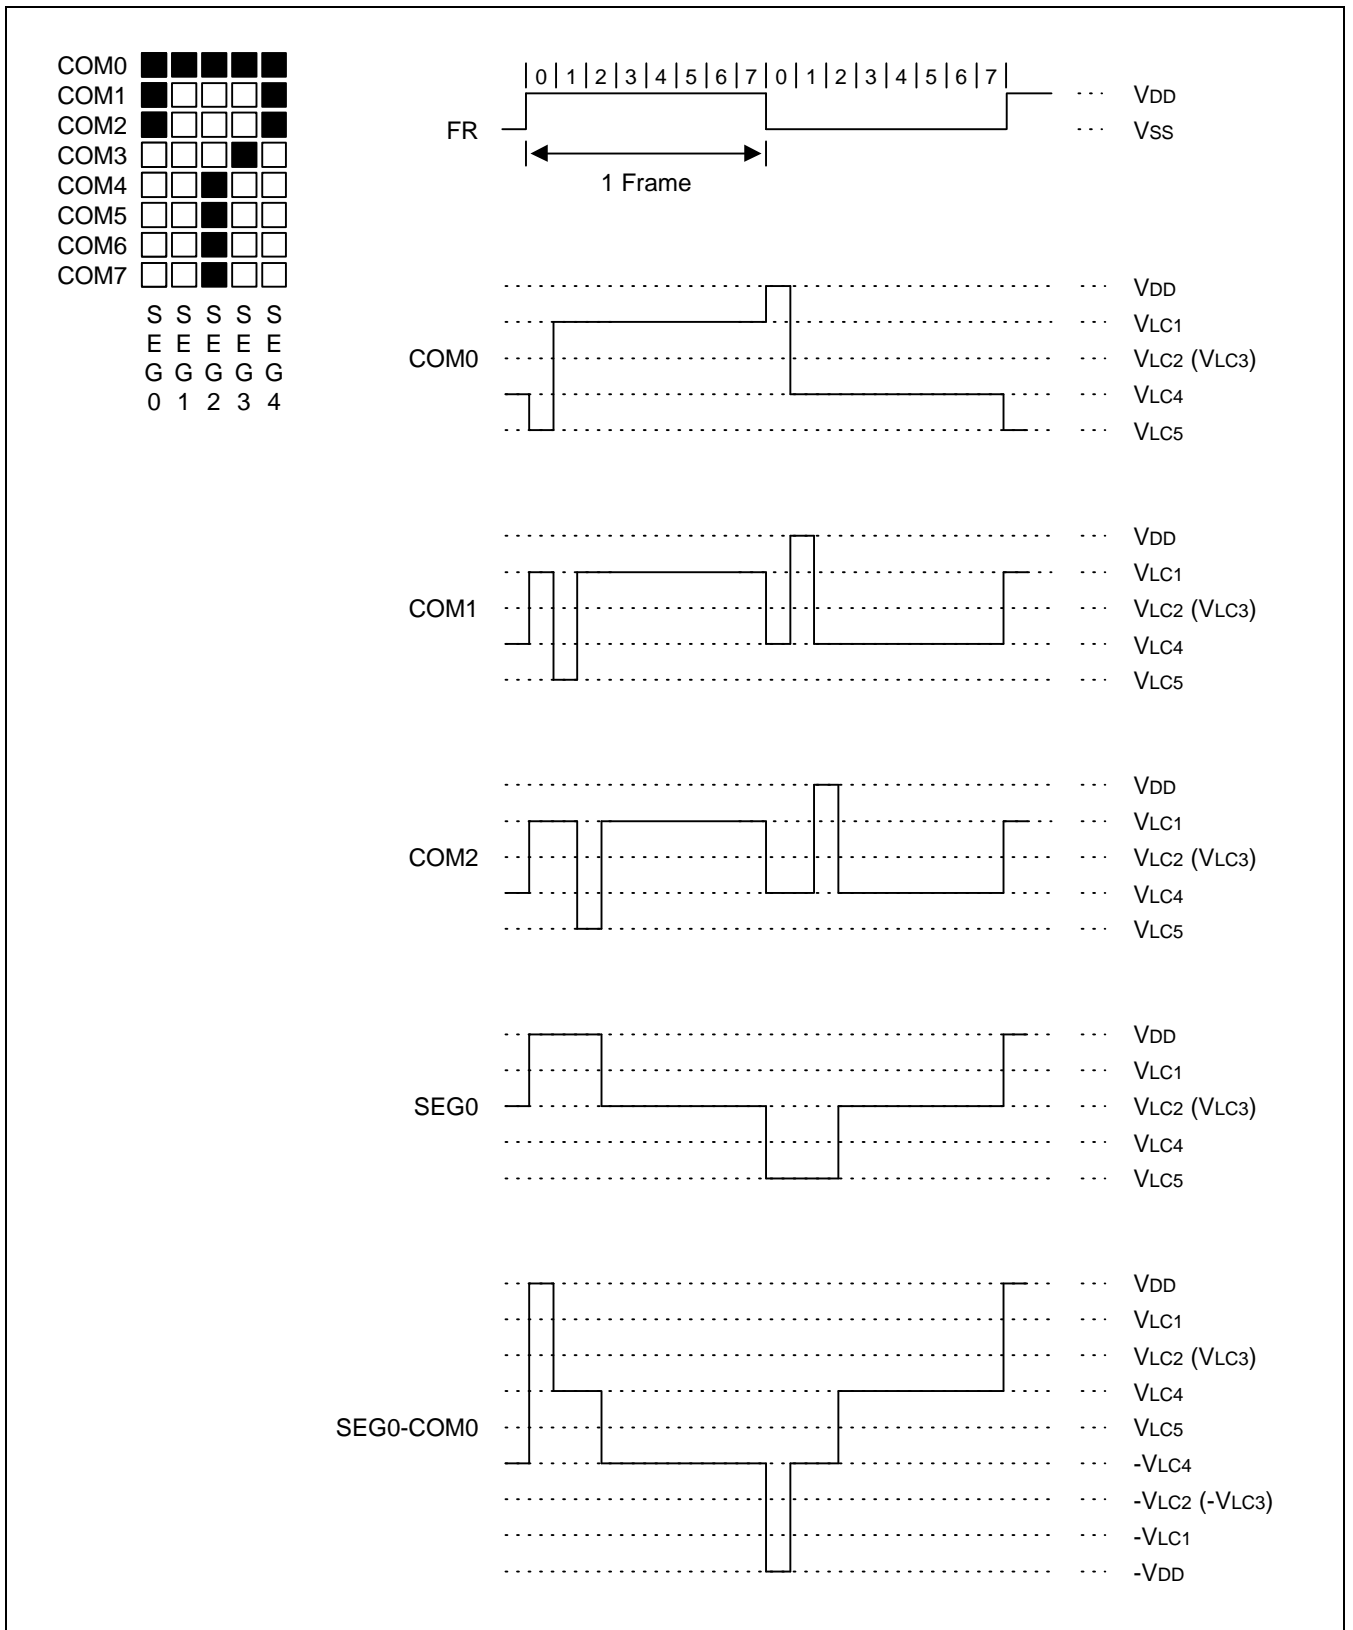 COM0
COM1
COM2
COM3
COM4
COM5
COM6
COM7
S S S S S
E E E E E
G G G G G
0 1 2 3 4
0 1 2 3 4 5 6 7 0 1 2 3 4 5 6 7
FR
VDD
VSS
1 Frame
COM0
VDD
VLC1
VLC2 (VLC3)
VLC4
VLC5
COM1
VDD
VLC1
VLC2 (VLC3)
VLC4
VLC5
COM2
VDD
VLC1
VLC2 (VLC3)
VLC4
VLC5
SEG0
VDD
VLC1
VLC2 (VLC3)
VLC4
VLC5
SEG0-COM0
VDD
VLC1
VLC2 (VLC3)
VLC4
VLC5
-VLC4
-VLC2 (-VLC3)
-VLC1
-VDD